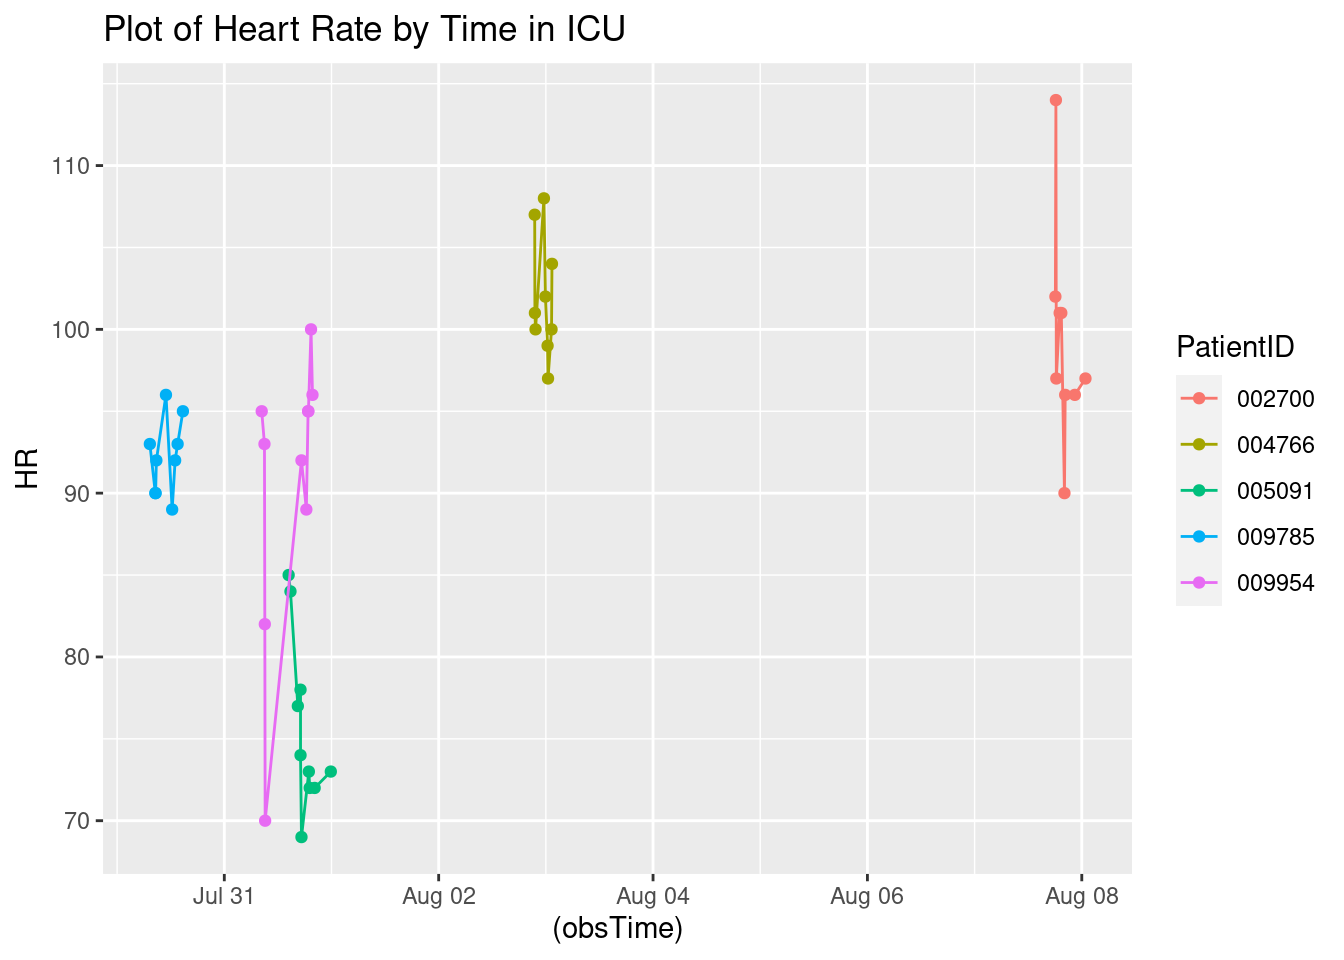 Plot of Heart Rate by Time in ICU
110
100
90
80
70
HR
Jul 31
Aug 02
Aug 04
Aug 06
Aug 08
(obsTime)
PatientID
002700
004766
005091
009785
009954